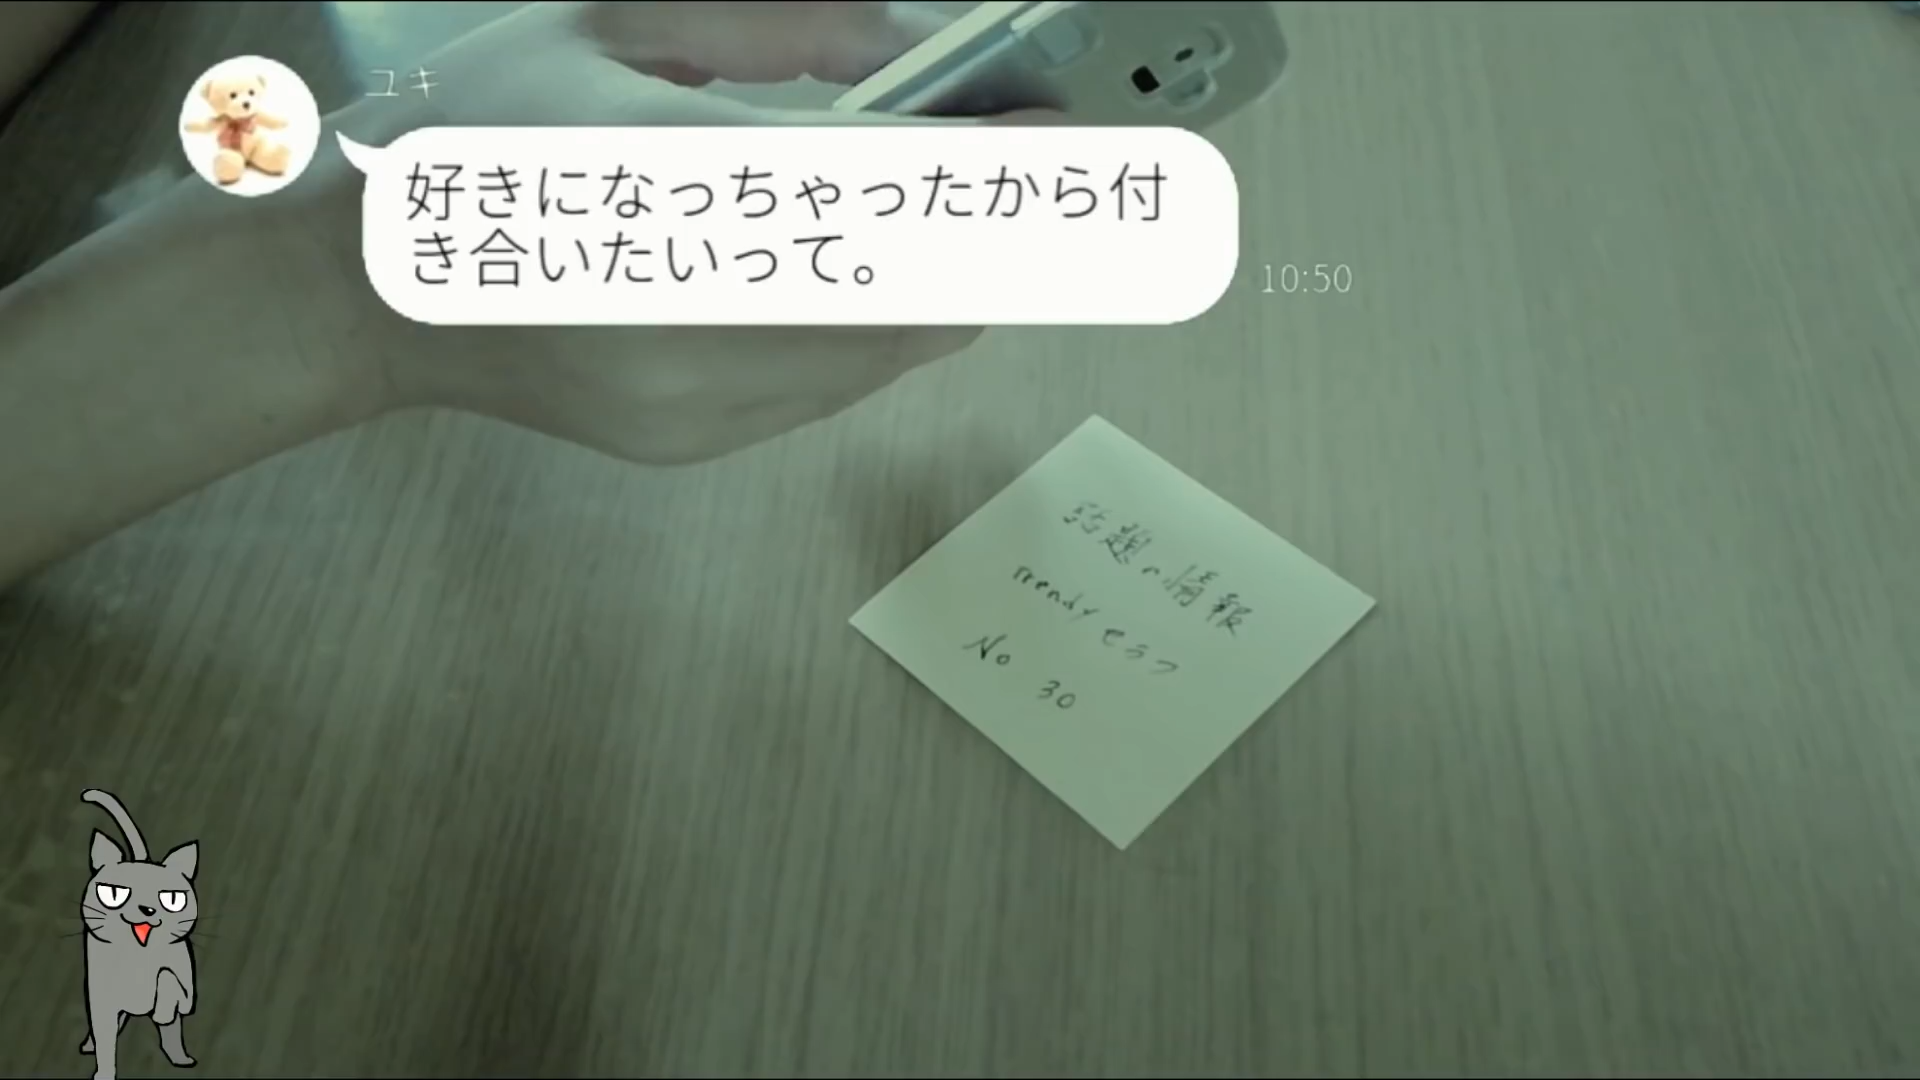 ユキ
好きになっちゃったから付
き合いたいって。
10:50
話題の情報
Trendy セラフ
No 30